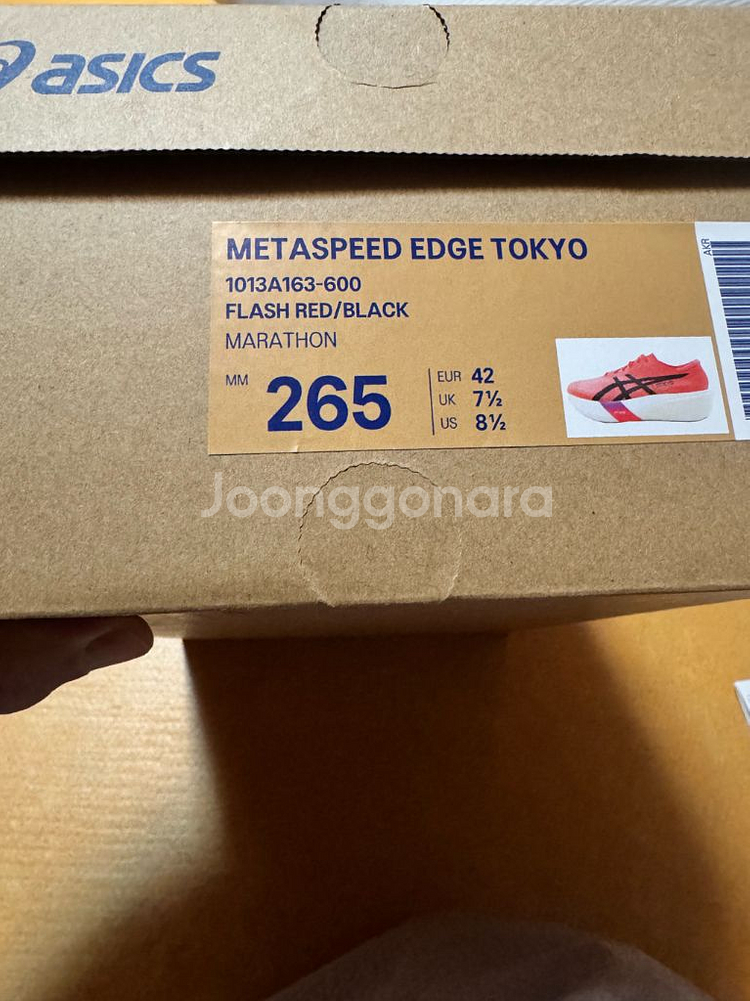 asics
METASPEED EDGE TOKYO
1013A163-600
FLASH RED/BLACK
MARATHON
MM 265
EUR 42
UK 7½
US 8½
AKR
Joonggonara